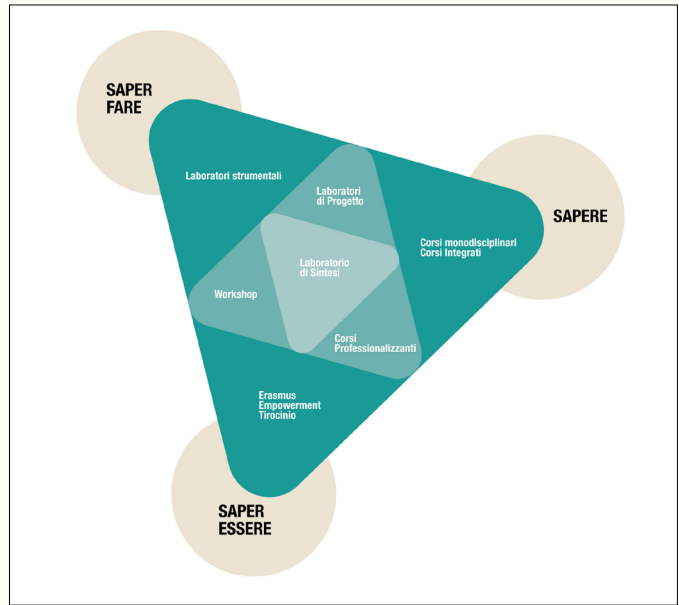 SAPER
FARE
Laboratori strumentali
Laboratori
di Progetto
SAPERE
Corsi monodisciplinari
Corsi Integrati
Laboratorio
di Sintesi
Workshop
Corsi
Professionalizzanti
Erasmus
Empowerment
Tirocinio
SAPER
ESSERE